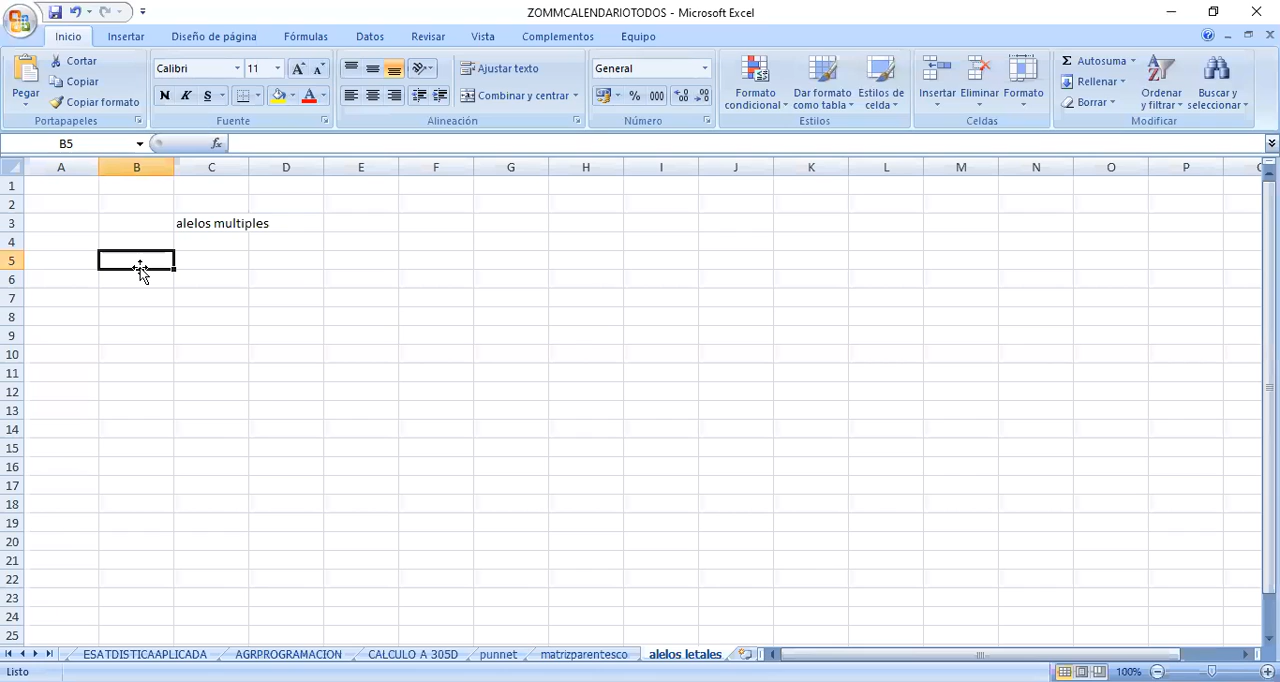 ZOMMCALENDARIOTODOS - Microsoft Excel
Inicio Insertar Diseño de página Fórmulas Datos Revisar Vista Complementos Equipo
Pegar Cortar Copiar Copiar formato Portapapeles
Calibri 11 N K S Fuente
Ajustar texto Combinar y centrar Alineación
General % 000 Número
Formato condicional Dar formato como tabla Estilos de celda Estilos
Insertar Eliminar Formato Celdas
Autosuma Rellenar Borrar Ordenar y filtrar Buscar y seleccionar Modificar
B5 fx
A B C D E F G H I J K L M N O P
1
2
3 alelos multiples
4
5
6
7
8
9
10
11
12
13
14
15
16
17
18
19
20
21
22
23
24
25
ESATDISTICAAPLICADA AGRPROGRAMACION CALCULO A 305D punnet matrizparentesco alelos letales
Listo 100%